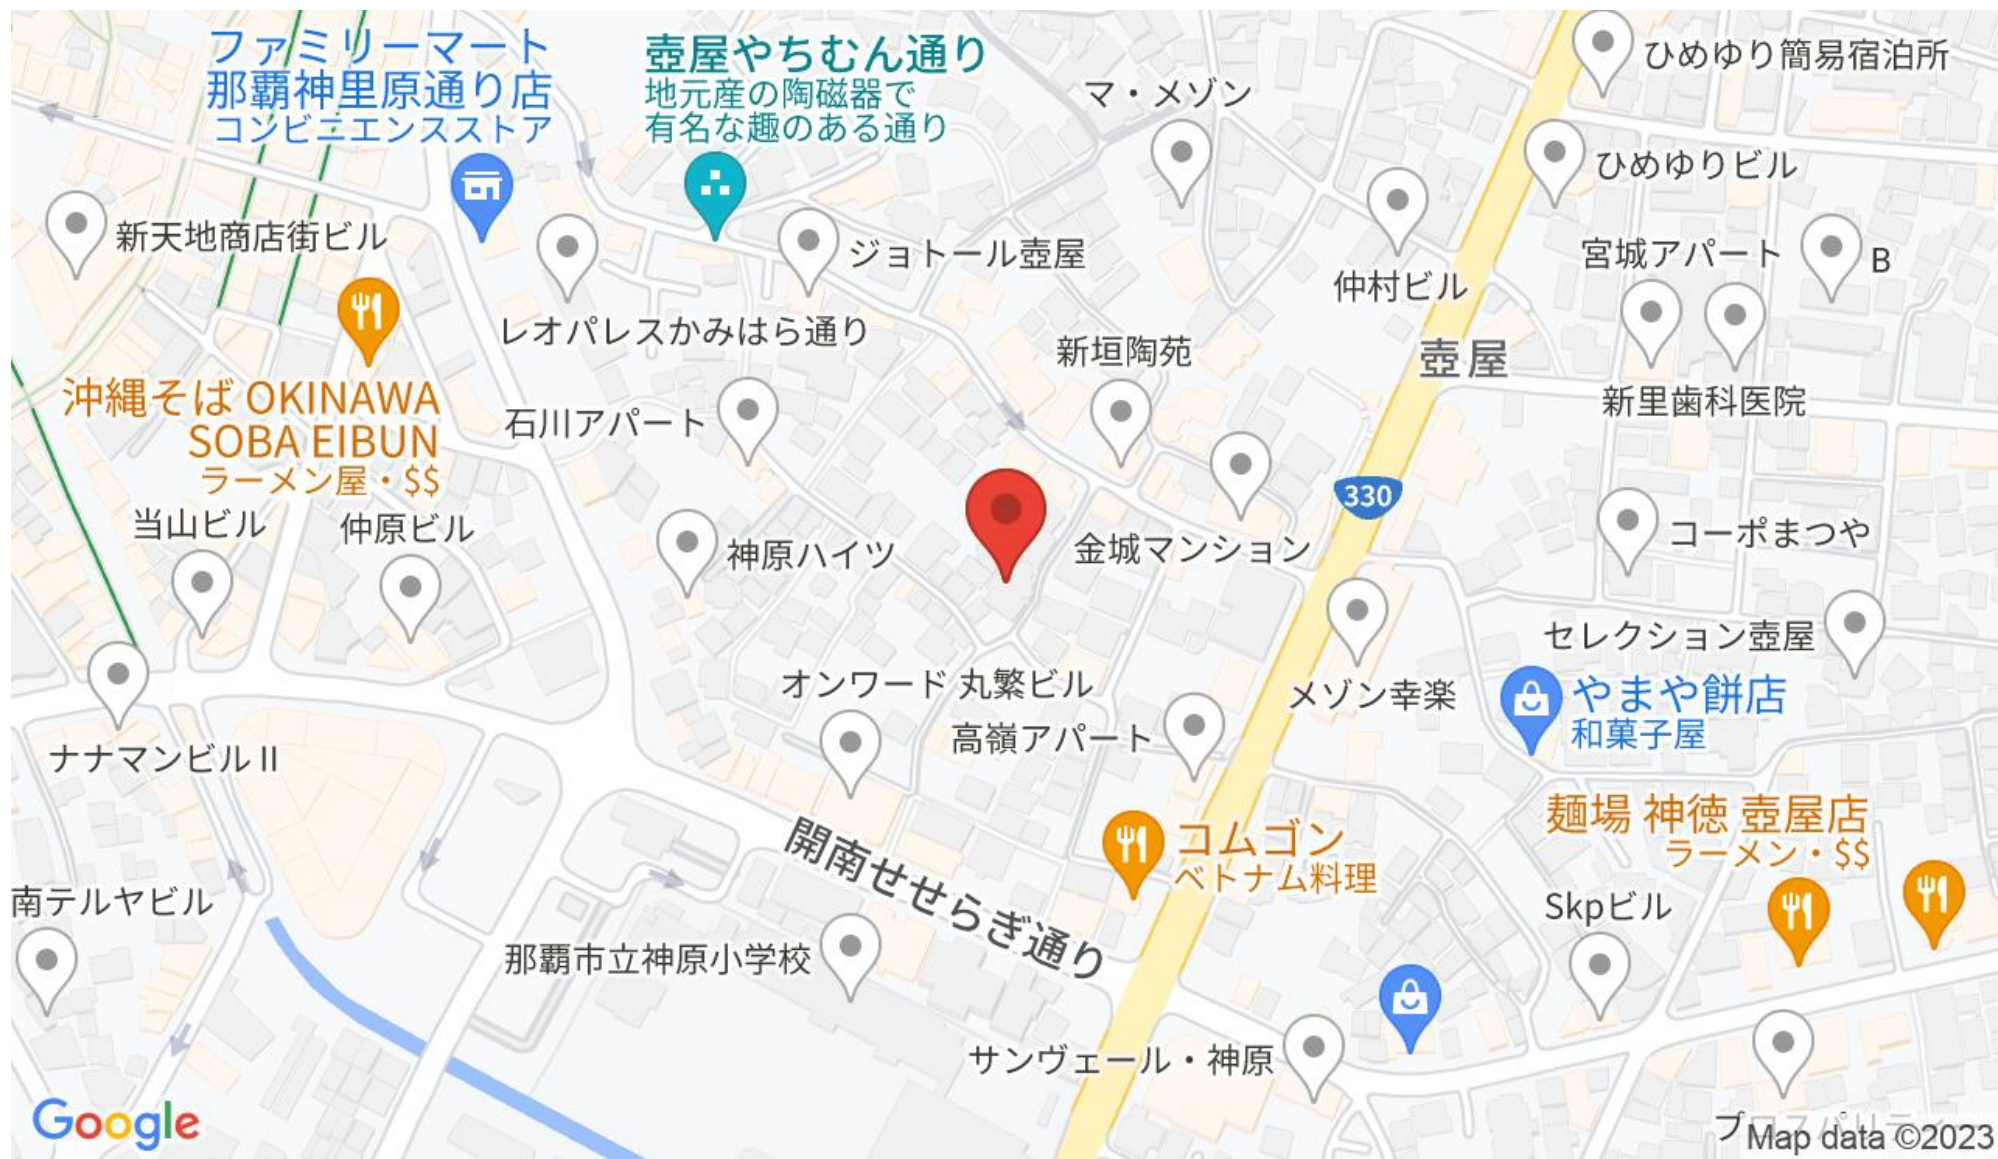 ファミリーマート
那覇神里原通り店
コンビニエンスストア
壺屋やちむん通り
地元産の陶磁器で
有名な趣のある通り
マ・メゾン
ひめゆり簡易宿泊所
ひめゆりビル
新天地商店街ビル
ジョトール壺屋
仲村ビル
宮城アパート
B
レオパレスかみはら通り
新垣陶苑
壺屋
沖縄そば OKINAWA
SOBA EIBUN
ラーメン屋・$$
石川アパート
新里歯科医院
330
当山ビル
仲原ビル
神原ハイツ
金城マンション
コーポまつや
セレクション壺屋
オンワード 丸繁ビル
メゾン幸楽
やまや餅店
和菓子屋
高嶺アパート
ナナマンビルⅡ
麺場 神徳 壺屋店
ラーメン・$$
開南せせらぎ通り
コムゴン
ベトナム料理
南テルヤビル
Skpビル
那覇市立神原小学校
サンヴェール・神原
Google
Map data ©2023